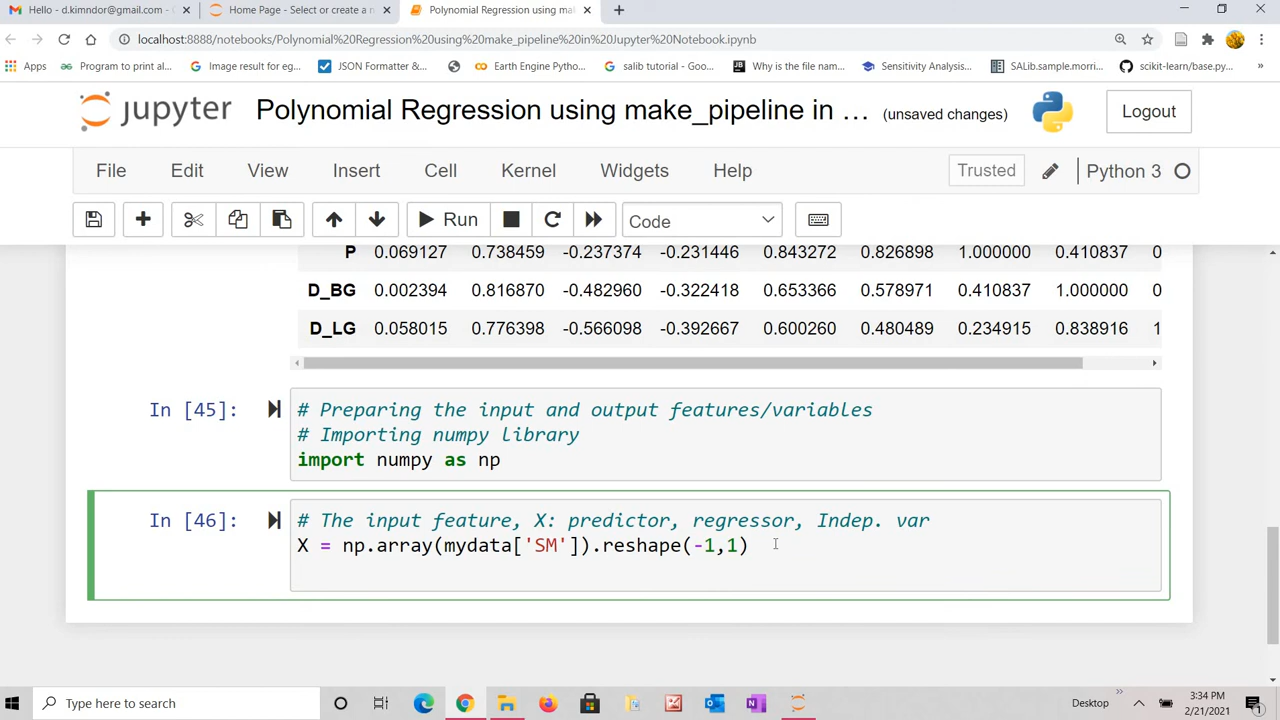 Hello - d.kimndor@gmail.com -
Home Page - Select or create a n
Polynomial Regression using mak
localhost:8888/notebooks/Polynomial%20Regression%20using%20make_pipeline%20in%20Jupyter%20Notebook.ipynb
Apps
Program to print al...
Image result for eg...
JSON Formatter &...
Earth Engine Pytho...
salib tutorial - Goo...
Why is the file nam...
Sensitivity Analysis...
SALib.sample.morri...
scikit-learn/base.py...
»
jupyter
Polynomial Regression using make_pipeline in ...
(unsaved changes)
Logout
File
Edit
View
Insert
Cell
Kernel
Widgets
Help
Trusted
Python 3
Run
Code
P 0.069127 0.738459 -0.237374 -0.231446 0.843272 0.826898 1.000000 0.410837 0
D_BG 0.002394 0.816870 -0.482960 -0.322418 0.653366 0.578971 0.410837 1.000000 0
D_LG 0.058015 0.776398 -0.566098 -0.392667 0.600260 0.480489 0.234915 0.838916 1
In [45]:
# Preparing the input and output features/variables
# Importing numpy library
import numpy as np
In [46]:
# The input feature, X: predictor, regressor, Indep. var
X = np.array(mydata['SM']).reshape(-1,1)
Type here to search
Desktop
»
3:34 PM
2/21/2021